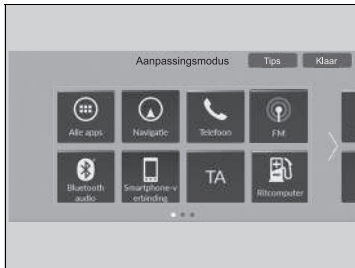 Aanpassingsmodus Tips Klaar
Alle apps Navigatie Telefoon FM
Bluetooth audio Smartphone-v erbinding TA Ritcomputer